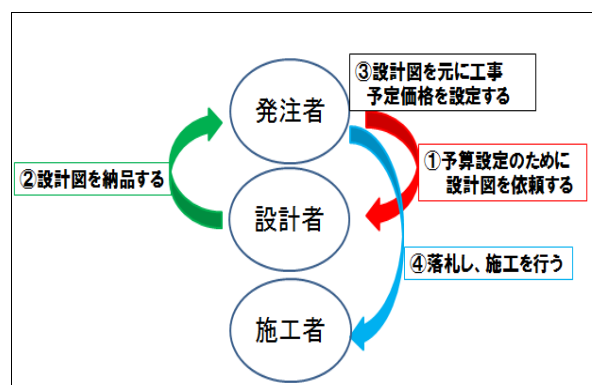 発注者
③設計図を元に工事
予定価格を設定する
①予算設定のために
設計図を依頼する
②設計図を納品する
設計者
④落札し、施工を行う
施工者